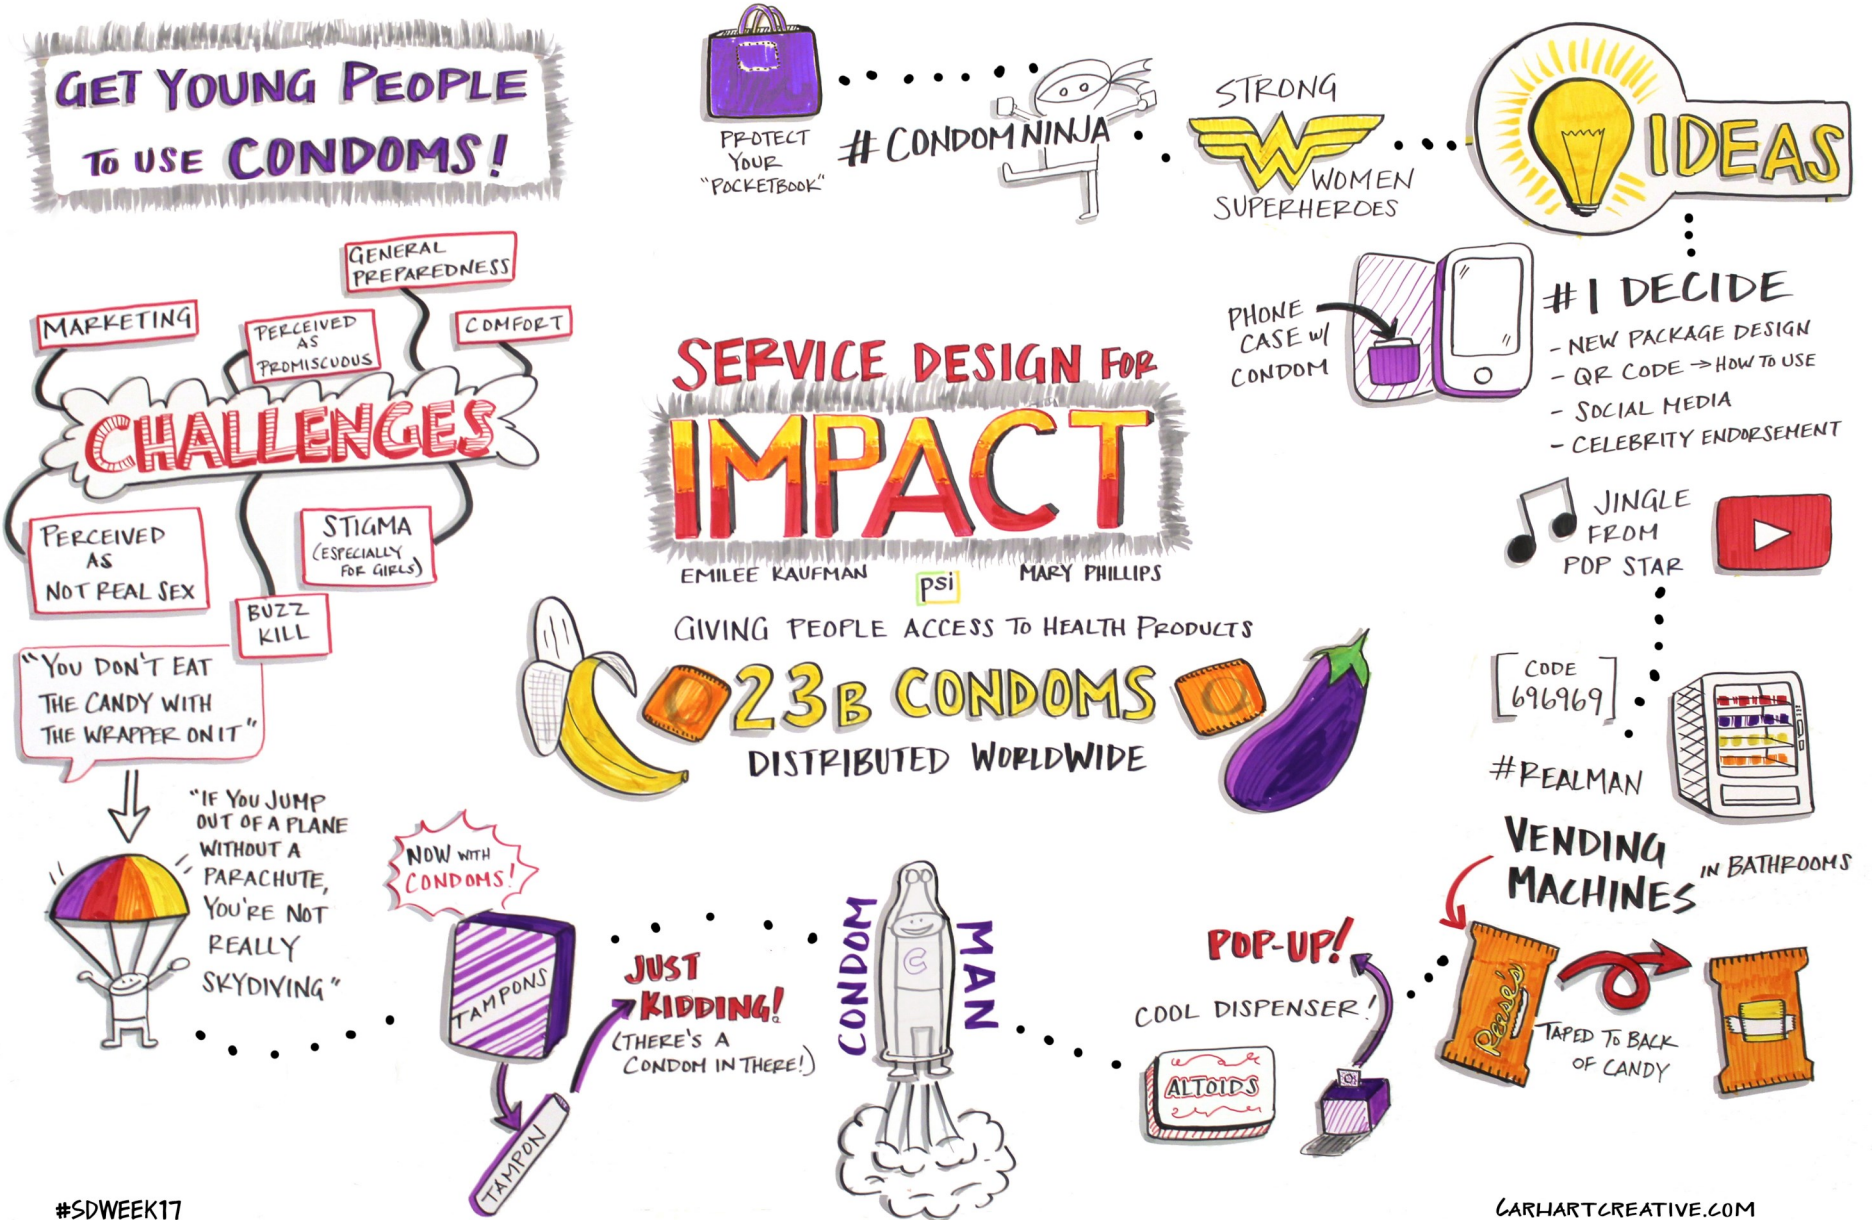 GET YOUNG PEOPLE
TO USE CONDOMS!
PROTECT
YOUR
"POCKETBOOK"
#CONDOMNINJA
STRONG
WOMEN
SUPERHEROES
IDEAS
GENERAL
PREPAREDNESS
MARKETING
PERCEIVED
AS
PROMISCUOUS
COMFORT
CHALLENGES
PERCEIVED
AS
NOT REAL SEX
STIGMA
(ESPECIALLY
FOR GIRLS)
BUZZ
KILL
"YOU DON'T EAT
THE CANDY WITH
THE WRAPPER ON IT"
"IF YOU JUMP
OUT OF A PLANE
WITHOUT A
PARACHUTE,
YOU'RE NOT
REALLY
SKYDIVING"
SERVICE DESIGN FOR
IMPACT
EMILEE KAUFMAN
psi
MARY PHILLIPS
GIVING PEOPLE ACCESS TO HEALTH PRODUCTS
23B CONDOMS
DISTRIBUTED WORLDWIDE
PHONE
CASE W/
CONDOM
#I DECIDE
- NEW PACKAGE DESIGN
- QR CODE → HOW TO USE
- SOCIAL MEDIA
- CELEBRITY ENDORSEMENT
JINGLE
FROM
POP STAR
[CODE
696969]
#REALMAN
VENDING
MACHINES
IN BATHROOMS
Reese's
TAPED TO BACK
OF CANDY
POP-UP!
COOL DISPENSER!
ALTOIDS
CONDOM
MAN
C
NOW WITH
CONDOMS!
TAMPONS
TAMPON
JUST
KIDDING!
(THERE'S A
CONDOM IN THERE!)
#SDWEEK17
CARHARTCREATIVE.COM